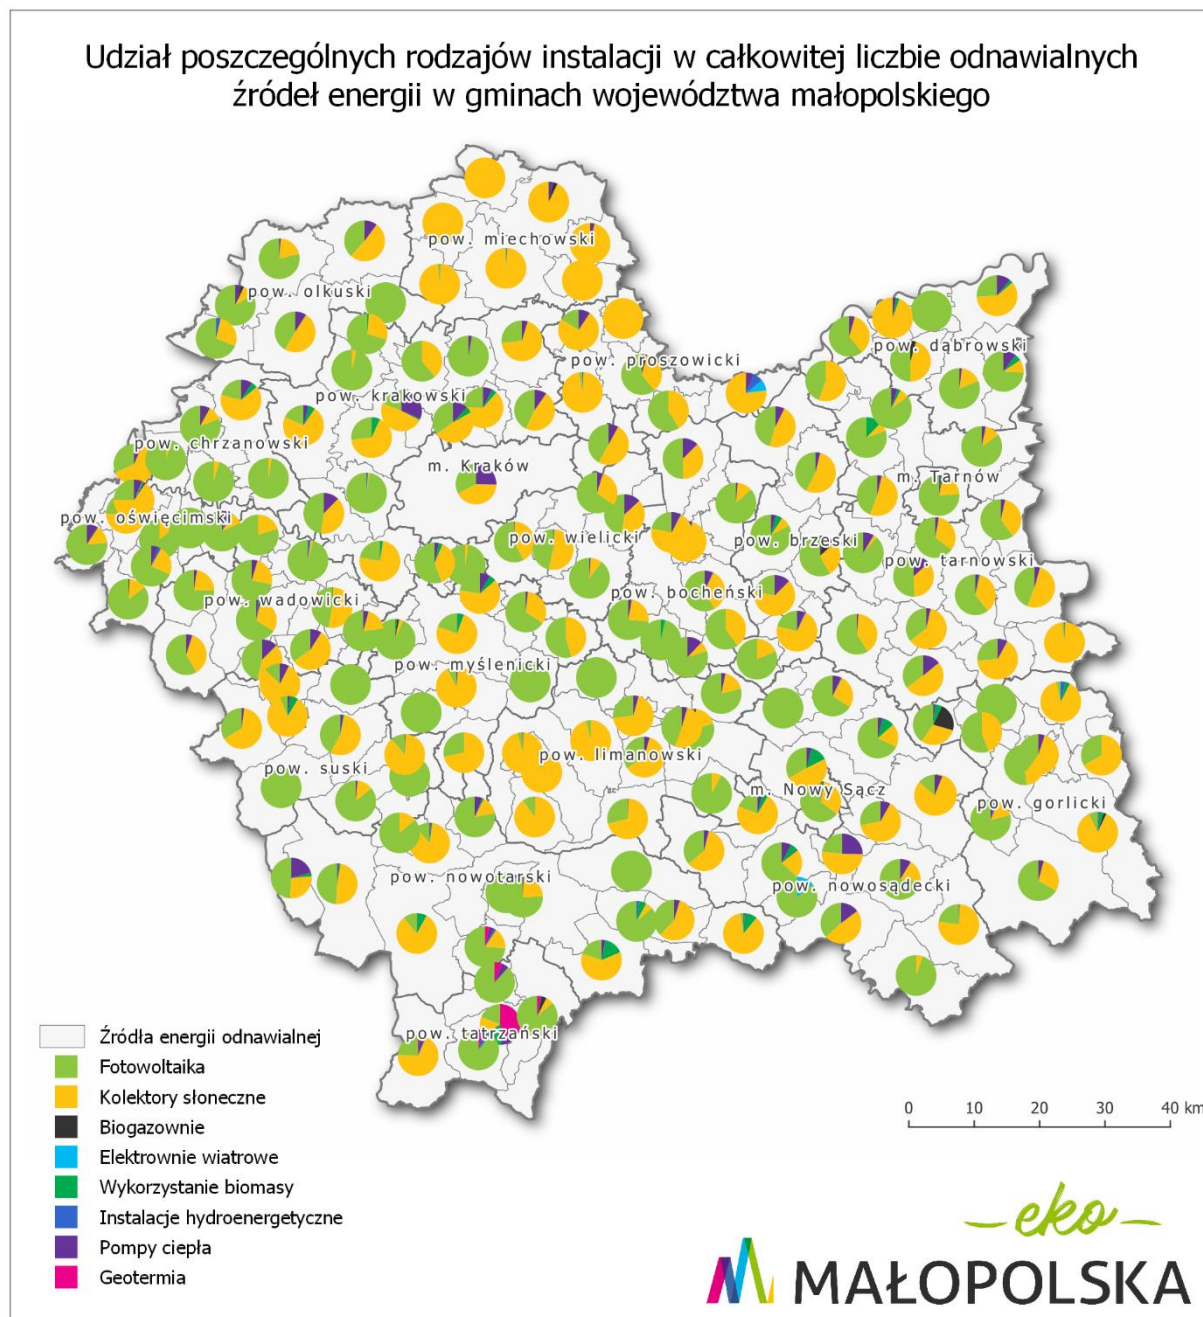 Udział poszczególnych rodzajów instalacji w całkowitej liczbie odnawialnych
źródeł energii w gminach województwa małopolskiego
pow. miechowski
pow. olkuski
pow. dąbrowski
pow. proszowicki
pow. krakowski
pow. chrzanowski
m. Kraków
m. Tarnów
pow. oświęcimski
pow. wielicki
pow. brzeski
pow. tarnowski
pow. bocheński
pow. wadowicki
pow. myślenicki
pow. limanowski
pow. suski
m. Nowy Sącz
pow. gorlicki
pow. nowotarski
pow. nowosądecki
pow. tatrzański
Źródła energii odnawialnej
Fotowoltaika
Kolektory słoneczne
Biogazownie
Elektrownie wiatrowe
Wykorzystanie biomasy
Instalacje hydroenergetyczne
Pompy ciepła
Geotermia
0 10 20 30 40 km
eko
MAŁOPOLSKA